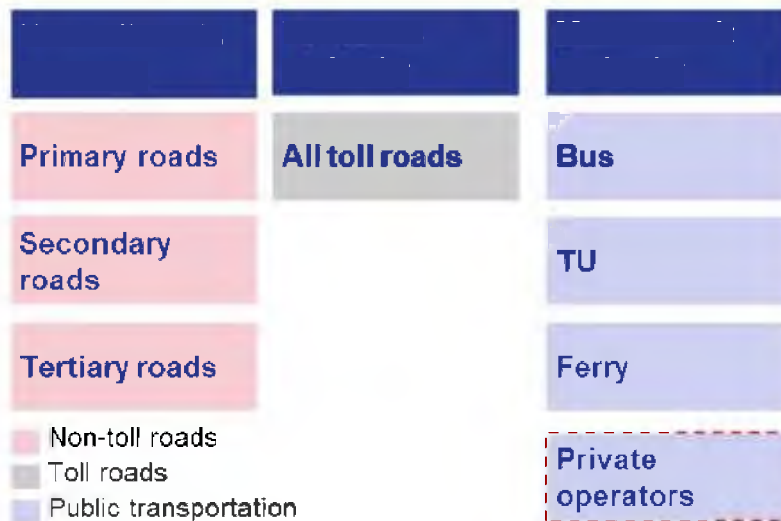 Primary roads
All toll roads
Bus
Secondary
roads
TU
Tertiary roads
Ferry
Non-toll roads
Toll roads
Public transportation
Private
operators